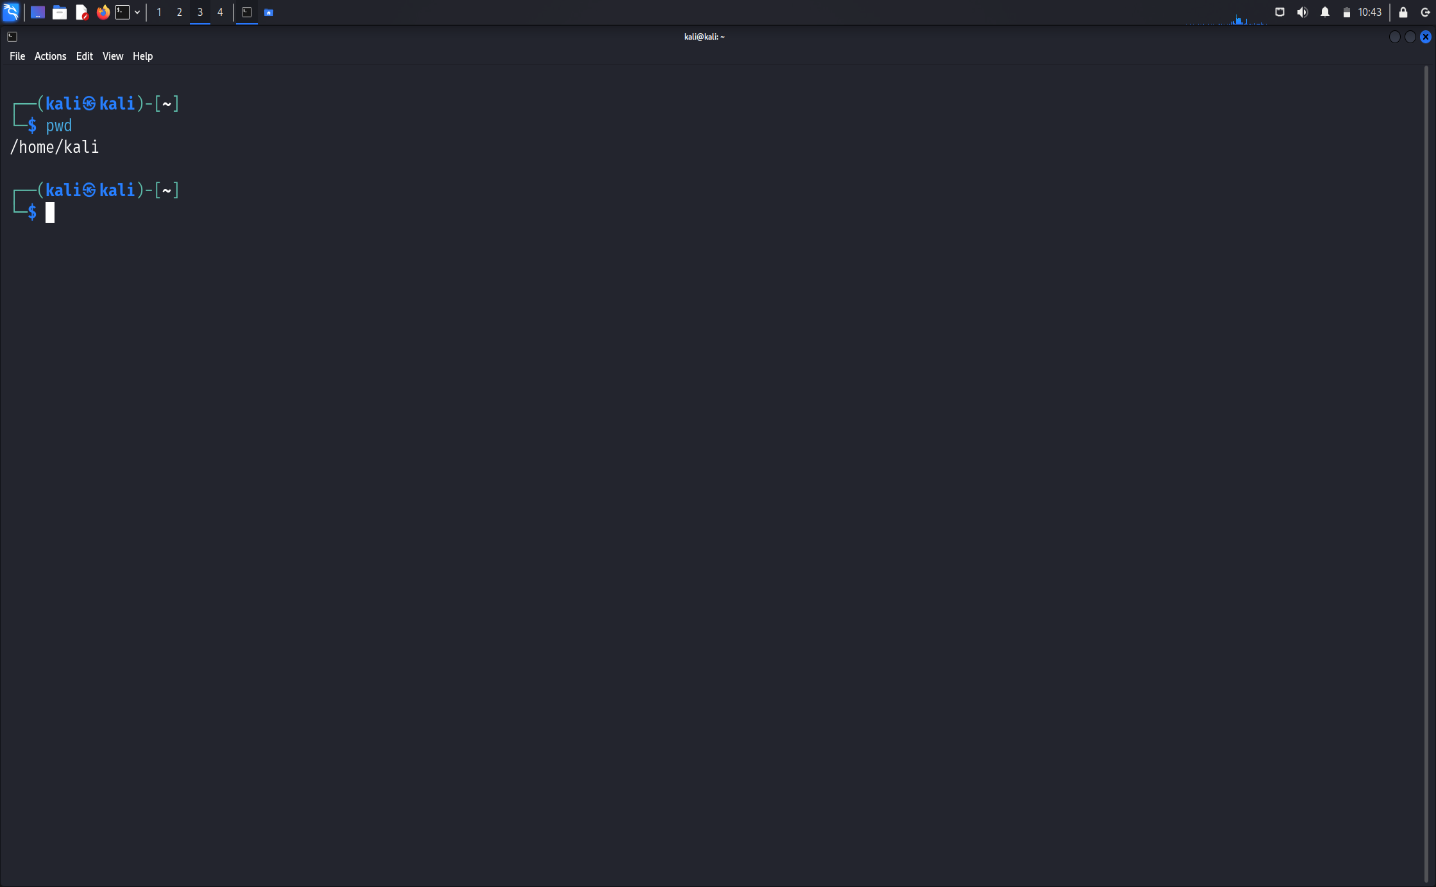 1 2 3 4 10:43
kali@kali: ~
File Actions Edit View Help
┌──(kali㉿kali)-[~]
└─$ pwd
/home/kali
┌──(kali㉿kali)-[~]
└─$